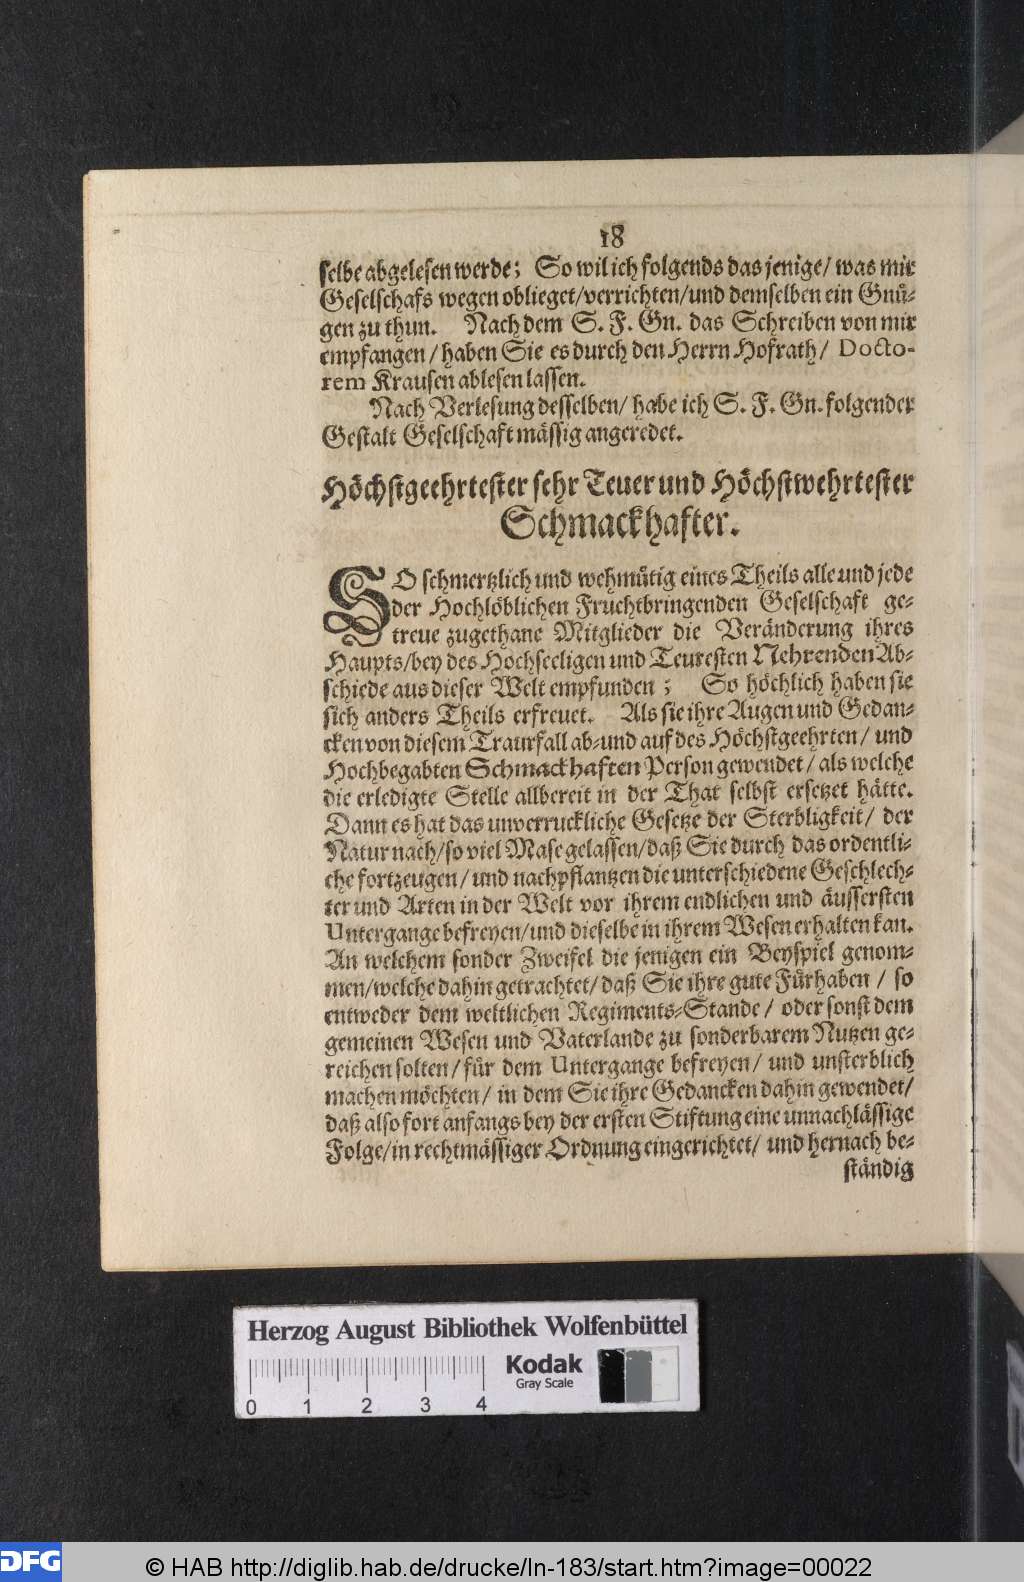 18
selbe abgelesen werde; So wil ich folgends das jenige/ was mir
Geselschafs wegen oblieget/verrichten/und demselben ein Gnü-
gen zu thun. Nach dem S. F. Gn. das Schreiben von mir
empfangen/haben Sie es durch den Herrn Hofrath/ Docto-
rem Krausen ablesen lassen.
Nach Verlesung desselben/ habe ich S. F. Gn. folgender
Gestalt Geselschaftmässig angeredet.
Höchstgeehrtester sehr Teuer und Höchstwehrtester
Schmackhafter.
SO schmertzlich und wehmütig eines Theils alle und jede
der Hochlöblichen Fruchtbringenden Geselschaft ge-
treue zugethane Mitglieder die Veränderung ihres
Haupts/bey des Hochseeligen und Teuresten Nehrenden Ab-
schiede aus dieser Welt empfunden; So höchlich haben sie
sich anders Theils erfreuet. Als sie ihre Augen und Gedan-
cken von diesem Traurfall ab-und auf des Höchstgeehrten/ und
Hochbegabten Schmackhaften Person gewendet/ als welche
die erledigte Stelle allbereit in der That selbst ersetzet hätte.
Dann es hat das unverruckliche Gesetze der Sterbligkeit/ der
Natur nach/so viel Mase gelassen/daß Sie durch das ordentli-
che fortzeugen/ und nachpflantzen die unterschiedene Geschlech-
ter und Arten in der Welt vor ihrem endlichen und äussersten
Untergange befreyen/und dieselbe in ihrem Wesen erhalten kan.
An welchem sonder Zweifel die jenigen ein Beyspiel genom-
men/welche dahin getrachtet/daß Sie ihre gute Fürhaben/ so
entweder dem weltlichen Regiments-Stande/ oder sonst dem
gemeinen Wesen und Vaterlande zu sonderbarem Nutzen ge-
reichen solten/für dem Untergange befreyen/ und unsterblich
machen möchten/ in dem Sie ihre Gedancken dahin gewendet/
daß also fort anfangs bey der ersten Stiftung eine unnachlässige
Folge/in rechtmässiger Ordnung eingerichtet/ und hernach be-
ständig
Herzog August Bibliothek Wolfenbüttel
Kodak
Gray Scale
0 1 2 3 4
DFG © HAB http://diglib.hab.de/drucke/ln-183/start.htm?image=00022